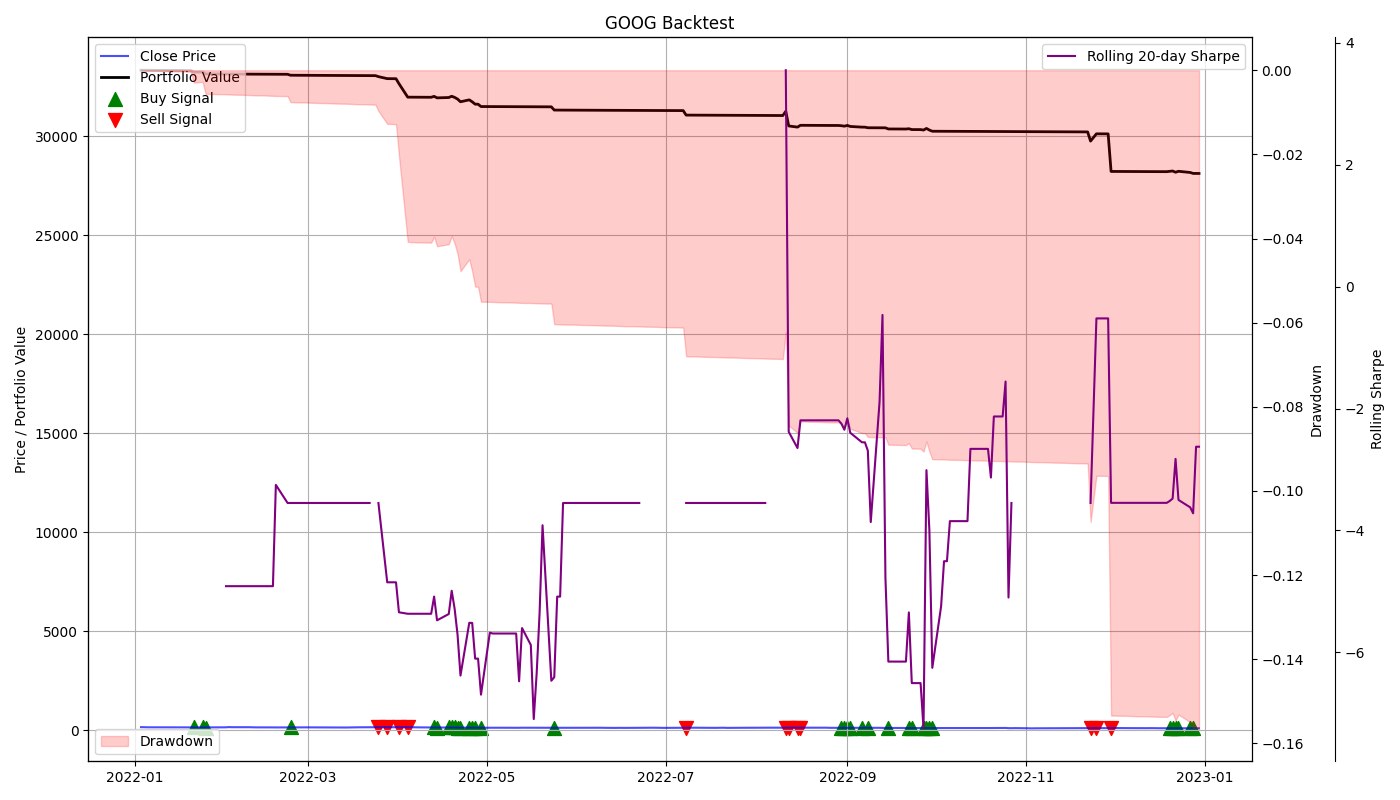 GOOG Backtest
Close Price
Portfolio Value
Buy Signal
Sell Signal
Rolling 20-day Sharpe
Drawdown
Price / Portfolio Value
30000
25000
20000
15000
10000
5000
0
2022-01
2022-03
2022-05
2022-07
2022-09
2022-11
2023-01
0.00
−0.02
−0.04
−0.06
−0.08
−0.10
−0.12
−0.14
−0.16
Drawdown
4
2
0
−2
−4
−6
Rolling Sharpe